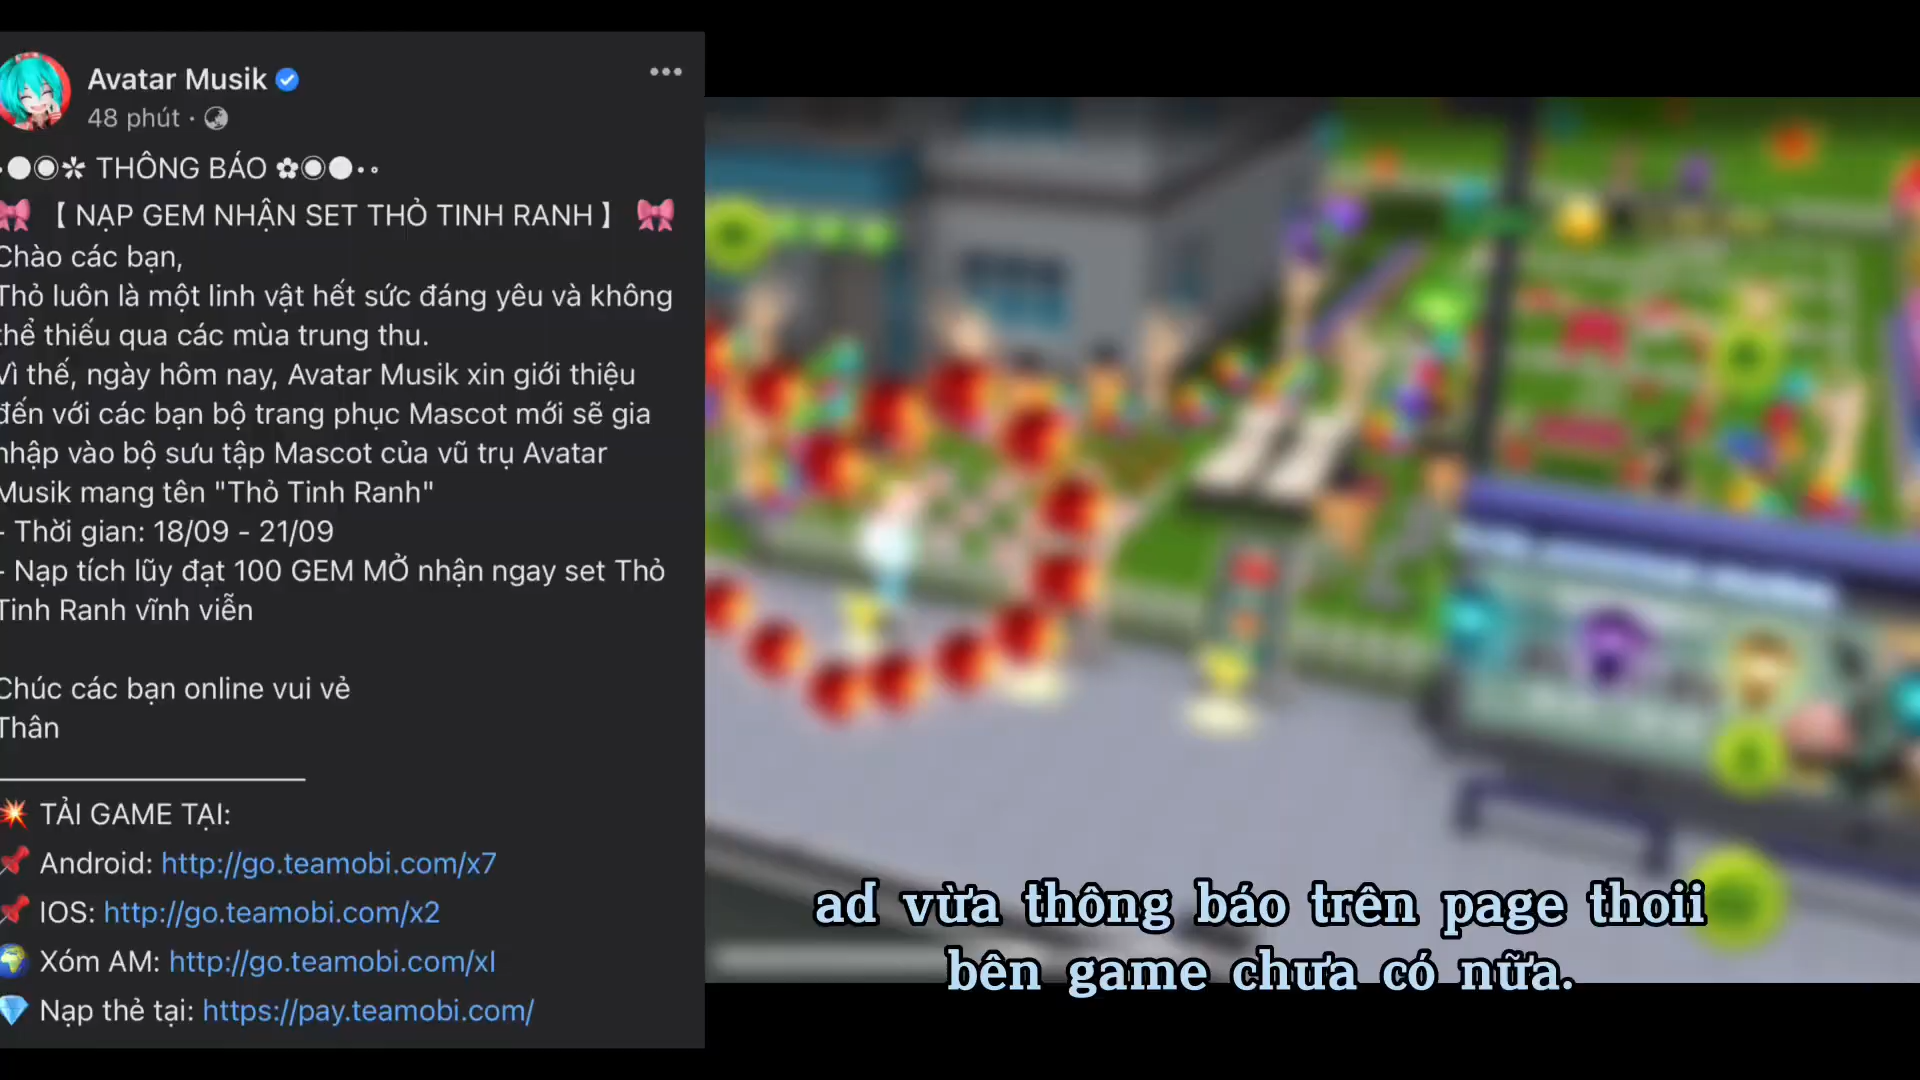 Avatar Musik
48 phút ·
THÔNG BÁO
【 NẠP GEM NHẬN SET THỎ TINH RANH 】
Chào các bạn,
Thỏ luôn là một linh vật hết sức đáng yêu và không
thể thiếu qua các mùa trung thu.
Vì thế, ngày hôm nay, Avatar Musik xin giới thiệu
đến với các bạn bộ trang phục Mascot mới sẽ gia
nhập vào bộ sưu tập Mascot của vũ trụ Avatar
Musik mang tên "Thỏ Tinh Ranh"
- Thời gian: 18/09 - 21/09
- Nạp tích lũy đạt 100 GEM MỞ nhận ngay set Thỏ
Tinh Ranh vĩnh viễn
Chúc các bạn online vui vẻ
Thân
TẢI GAME TẠI:
Android: http://go.teamobi.com/x7
IOS: http://go.teamobi.com/x2
Xóm AM: http://go.teamobi.com/xl
Nạp thẻ tại: https://pay.teamobi.com/
ad vừa thông báo trên page thoii
bên game chưa có nữa.